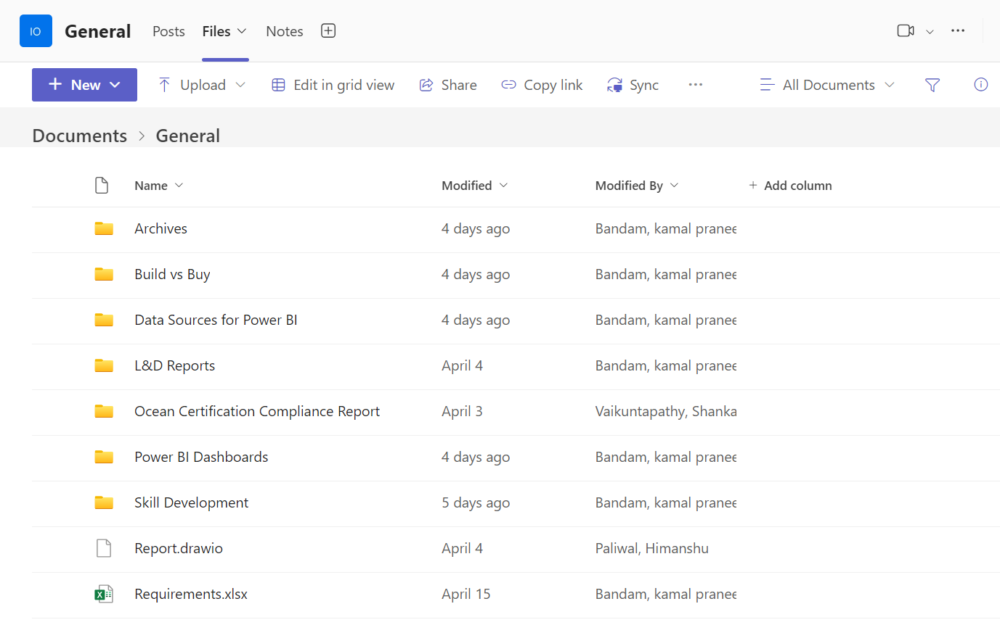 IO General Posts Files Notes
New Upload Edit in grid view Share Copy link Sync ... All Documents
Documents > General
Name Modified Modified By + Add column
Archives 4 days ago Bandam, kamal pranee
Build vs Buy 4 days ago Bandam, kamal pranee
Data Sources for Power BI 4 days ago Bandam, kamal pranee
L&D Reports April 4 Bandam, kamal pranee
Ocean Certification Compliance Report April 3 Vaikuntapathy, Shanka
Power BI Dashboards 4 days ago Bandam, kamal pranee
Skill Development 5 days ago Bandam, kamal pranee
Report.drawio April 4 Paliwal, Himanshu
Requirements.xlsx April 15 Bandam, kamal pranee